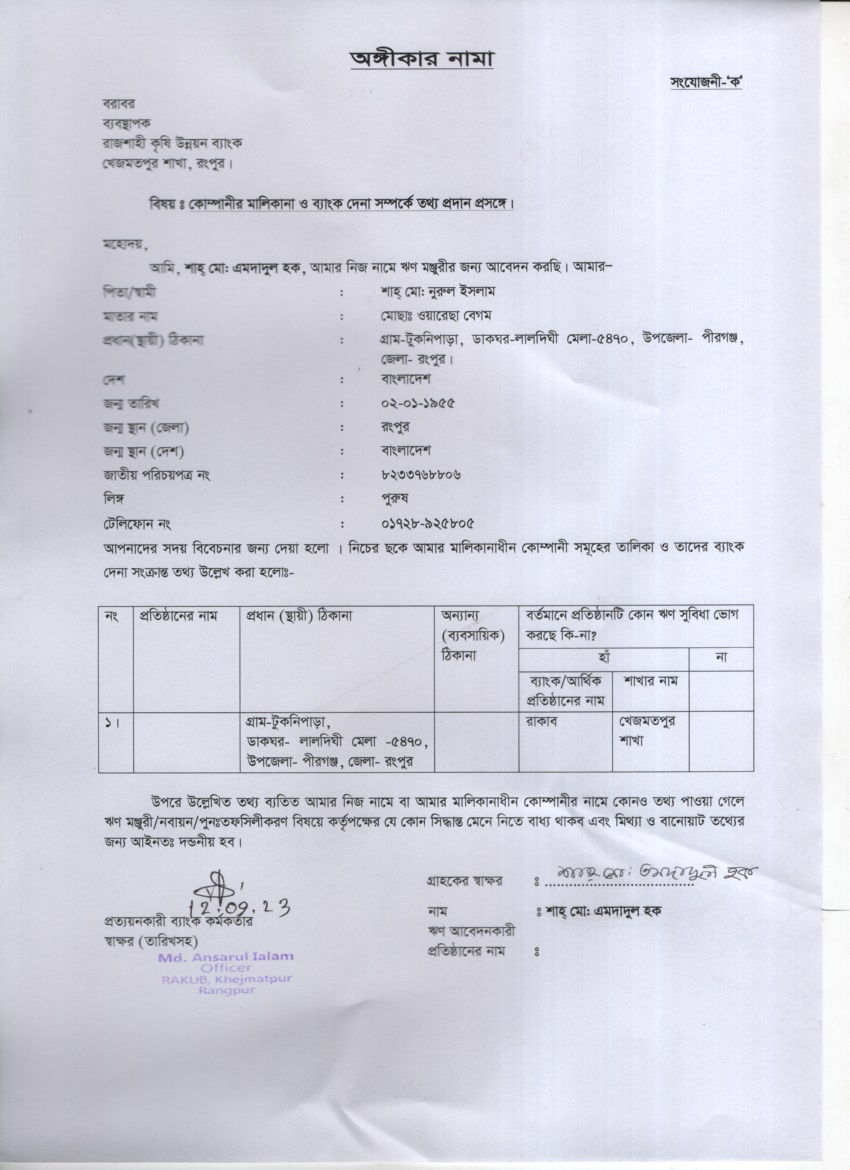 অঙ্গীকার নামা
সংযোজনী-'ক'
বরাবর
ব্যবস্থাপক
রাজশাহী কৃষি উন্নয়ন ব্যাংক
খেজমতপুর শাখা, রংপুর।
বিষয় ঃ কোম্পানীর মালিকানা ও ব্যাংক দেনা সম্পর্কে তথ্য প্রদান প্রসঙ্গে।
মহোদয়,
আমি, শাহ্ মো: এমদাদুল হক, আমার নিজ নামে ঋণ মঞ্জুরীর জন্য আবেদন করছি। আমার–
পিতা/স্বামী : শাহ্ মো: নুরুল ইসলাম
মাতার নাম : মোছাঃ ওয়ারেছা বেগম
প্রধান(স্থায়ী) ঠিকানা : গ্রাম-টুকনিপাড়া, ডাকঘর-লালদিঘী মেলা-৫৪৭০, উপজেলা- পীরগঞ্জ,
জেলা- রংপুর।
দেশ : বাংলাদেশ
জন্ম তারিখ : ০২-০১-১৯৫৫
জন্ম স্থান (জেলা) : রংপুর
জন্ম স্থান (দেশ) : বাংলাদেশ
জাতীয় পরিচয়পত্র নং : ৮২৩৩৭৬৮৮০৬
লিঙ্গ : পুরুষ
টেলিফোন নং : ০১৭২৮-৯২৫৮০৫
আপনাদের সদয় বিবেচনার জন্য দেয়া হলো । নিচের ছকে আমার মালিকানাধীন কোম্পানী সমূহের তালিকা ও তাদের ব্যাংক
দেনা সংক্রান্ত তথ্য উল্লেখ করা হলোঃ-
নং প্রতিষ্ঠানের নাম প্রধান (স্থায়ী) ঠিকানা অন্যান্য বর্তমানে প্রতিষ্ঠানটি কোন ঋণ সুবিধা ভোগ
(ব্যবসায়িক) করছে কি-না?
ঠিকানা হাঁ না
ব্যাংক/আর্থিক শাখার নাম
প্রতিষ্ঠানের নাম
১। গ্রাম-টুকনিপাড়া, রাকাব খেজমতপুর
ডাকঘর- লালদিঘী মেলা -৫৪৭০, শাখা
উপজেলা- পীরগঞ্জ, জেলা- রংপুর
উপরে উল্লেখিত তথ্য ব্যতিত আমার নিজ নামে বা আমার মালিকানাধীন কোম্পানীর নামে কোনও তথ্য পাওয়া গেলে
ঋণ মঞ্জুরী/নবায়ন/পুনঃতফসিলীকরণ বিষয়ে কর্তৃপক্ষের যে কোন সিদ্ধান্ত মেনে নিতে বাধ্য থাকব এবং মিথ্যা ও বানোয়াট তথ্যের
জন্য আইনতঃ দন্ডনীয় হব।
গ্রাহকের স্বাক্ষর ঃ শাহ্ মো: এমদাদুল হক
12.09.23
প্রত্যয়নকারী ব্যাংক কর্মকর্তার
স্বাক্ষর (তারিখসহ)
নাম ঃ শাহ্ মো: এমদাদুল হক
ঋণ আবেদনকারী
প্রতিষ্ঠানের নাম ঃ
Md. Ansarul Ialam
Officer
RAKUB, Khejmatpur
Rangpur